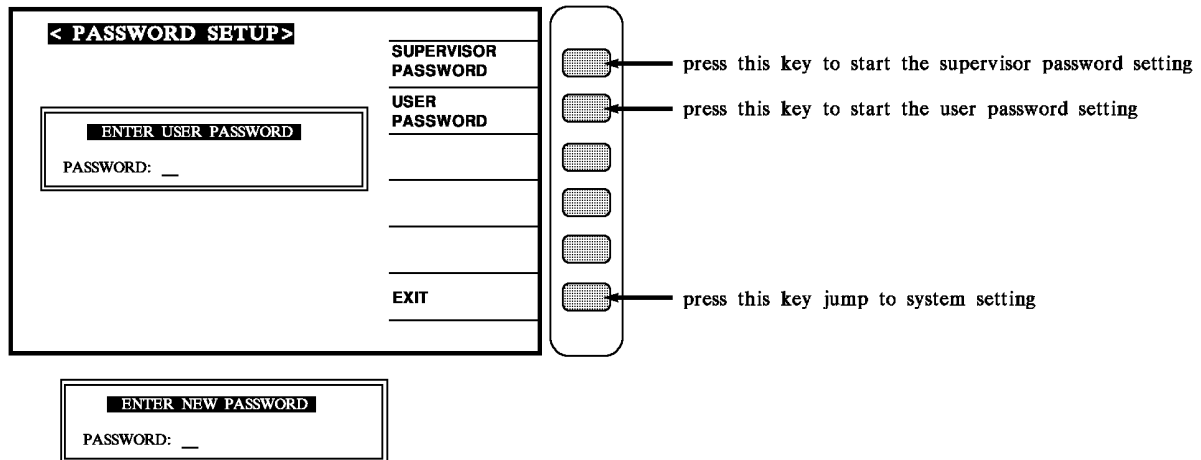 < PASSWORD SETUP>
SUPERVISOR
PASSWORD
press this key to start the supervisor password setting
USER
PASSWORD
press this key to start the user password setting
ENTER USER PASSWORD
PASSWORD: _
EXIT
press this key jump to system setting
ENTER NEW PASSWORD
PASSWORD: _